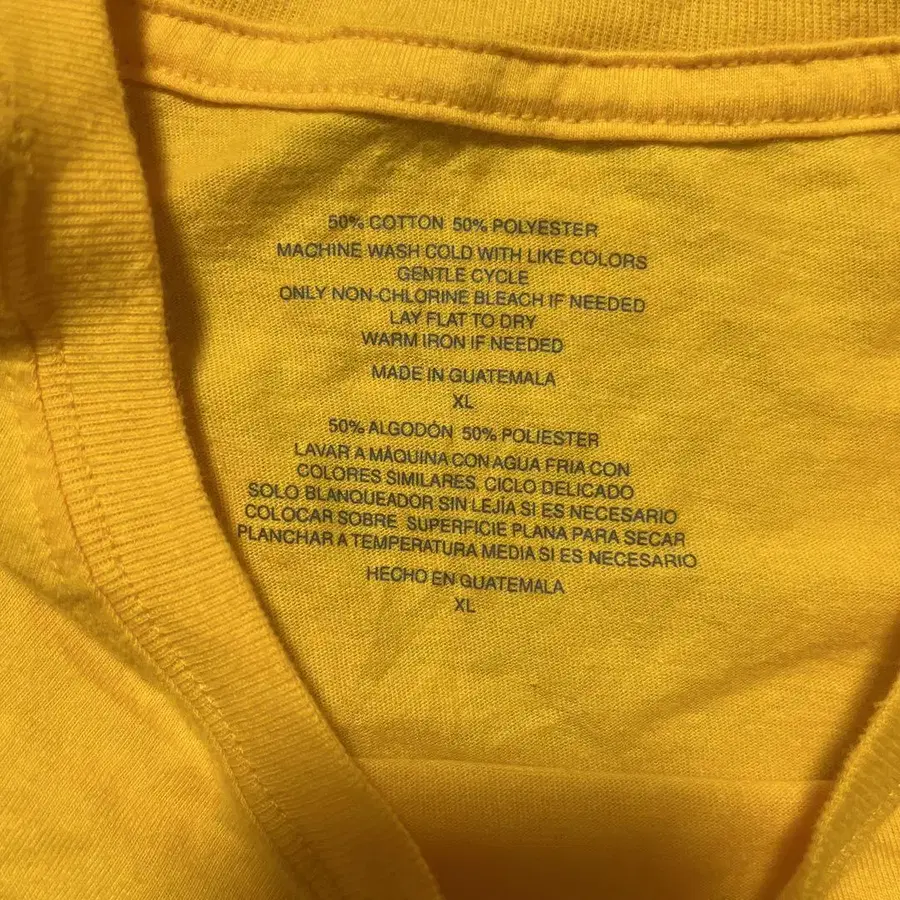 50% COTTON 50% POLYESTER
MACHINE WASH COLD WITH LIKE COLORS
GENTLE CYCLE
ONLY NON-CHLORINE BLEACH IF NEEDED
LAY FLAT TO DRY
WARM IRON IF NEEDED
MADE IN GUATEMALA
XL
50% ALGODÓN 50% POLIESTER
LAVAR A MÁQUINA CON AGUA FRIA CON
COLORES SIMILARES, CICLO DELICADO
SOLO BLANQUEADOR SIN LEJÍA SI ES NECESARIO
COLOCAR SOBRE SUPERFICIE PLANA PARA SECAR
PLANCHAR A TEMPERATURA MEDIA SI ES NECESARIO
HECHO EN GUATEMALA
XL